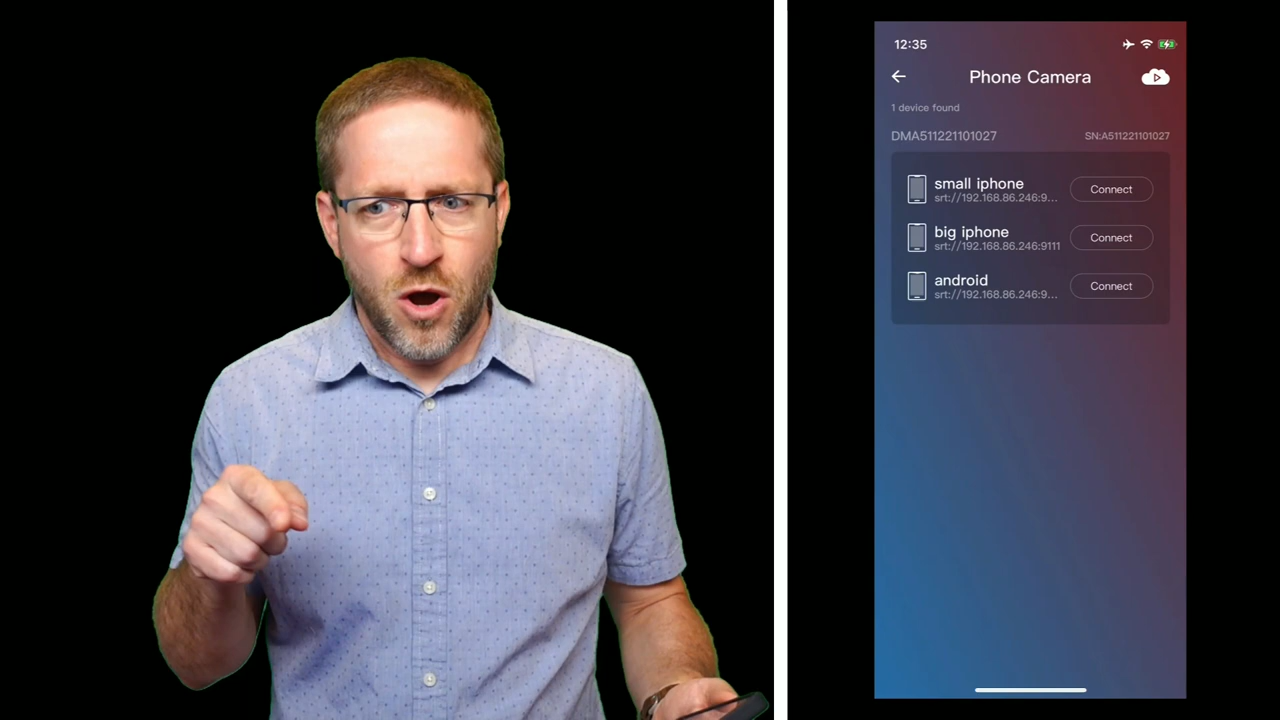 12:35
Phone Camera
1 device found
DMA511221101027 SN:A511221101027
small iphone
srt://192.168.86.246:9...
Connect
big iphone
srt://192.168.86.246:9111
Connect
android
srt://192.168.86.246:9...
Connect